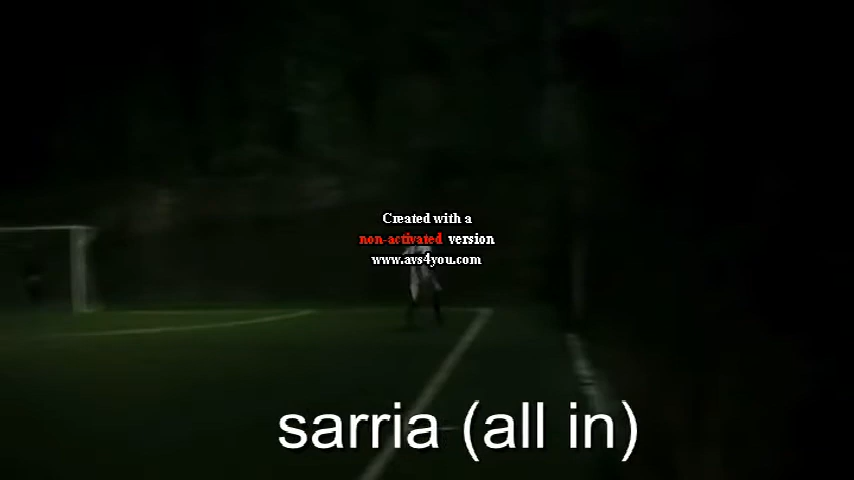 Created with a
non-activated version
www.avs4you.com
sarria (all in)